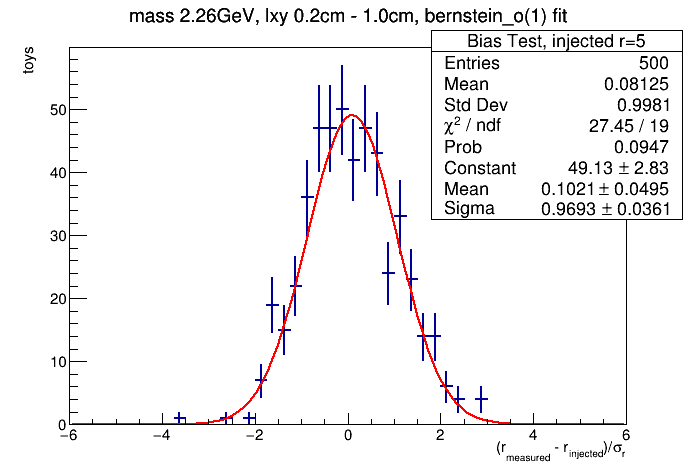 mass 2.26GeV, lxy 0.2cm - 1.0cm, bernstein_o(1) fit
toys
Bias Test, injected r=5
Entries 500
Mean 0.08125
Std Dev 0.9981
χ² / ndf 27.45 / 19
Prob 0.0947
Constant 49.13 ± 2.83
Mean 0.1021 ± 0.0495
Sigma 0.9693 ± 0.0361
50
40
30
20
10
0
−6 −4 −2 0 2 4 6
(r_measured - r_injected)/σ_r